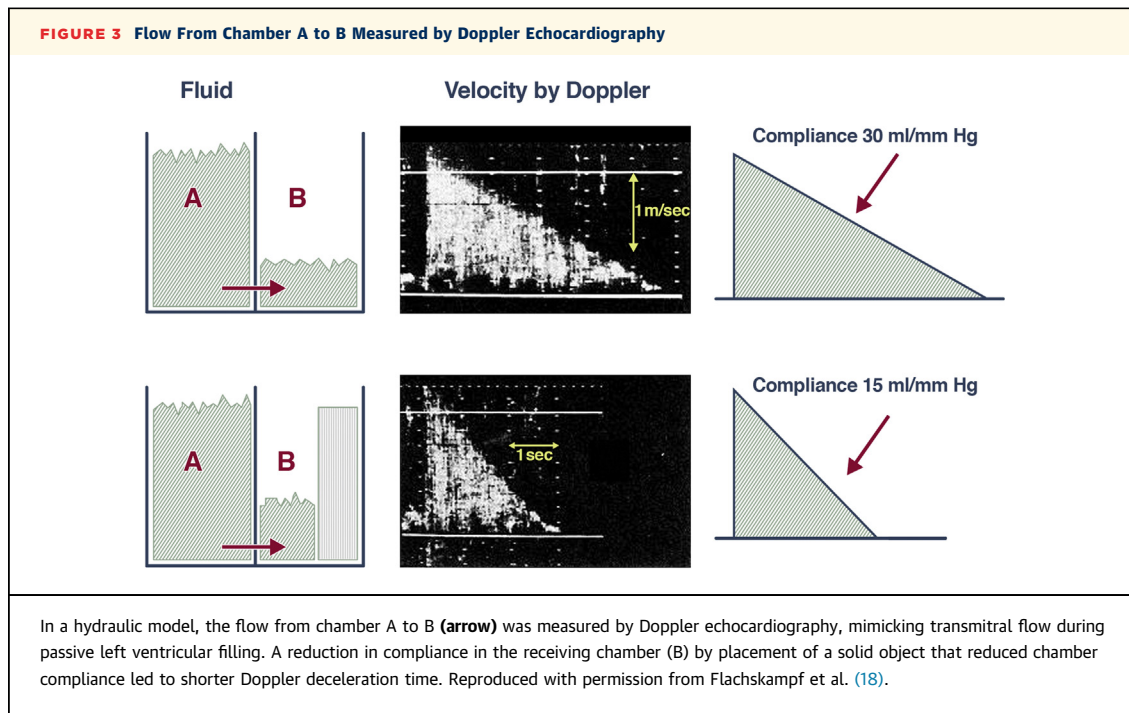 FIGURE 3 Flow From Chamber A to B Measured by Doppler Echocardiography
Fluid
Velocity by Doppler
A
B
1 m/sec
Compliance 30 ml/mm Hg
A
B
1 sec
Compliance 15 ml/mm Hg
In a hydraulic model, the flow from chamber A to B (arrow) was measured by Doppler echocardiography, mimicking transmitral flow during
passive left ventricular filling. A reduction in compliance in the receiving chamber (B) by placement of a solid object that reduced chamber
compliance led to shorter Doppler deceleration time. Reproduced with permission from Flachskampf et al. (18).